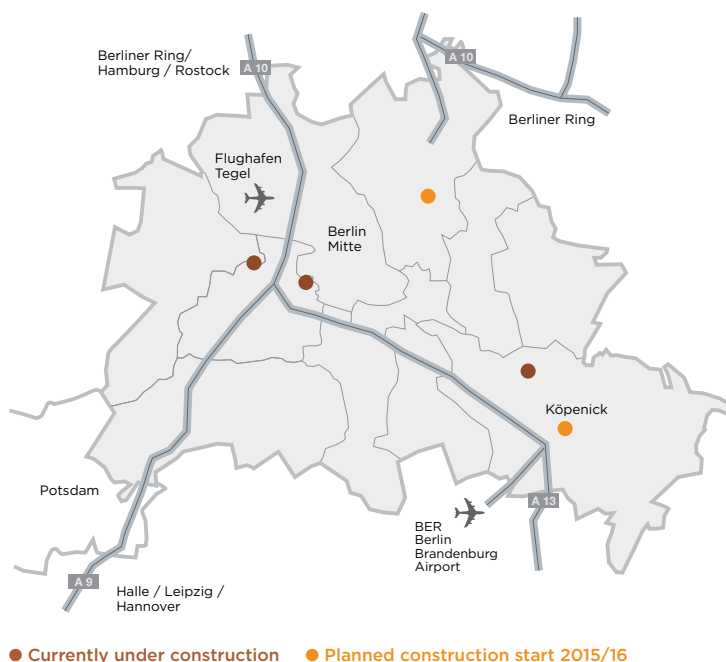 Berliner Ring/
Hamburg / Rostock
A 10
A 10
Berliner Ring
Flughafen
Tegel
Berlin
Mitte
Köpenick
Potsdam
A 13
BER
Berlin
Brandenburg
Airport
A 9
Halle / Leipzig /
Hannover
Currently under construction
Planned construction start 2015/16